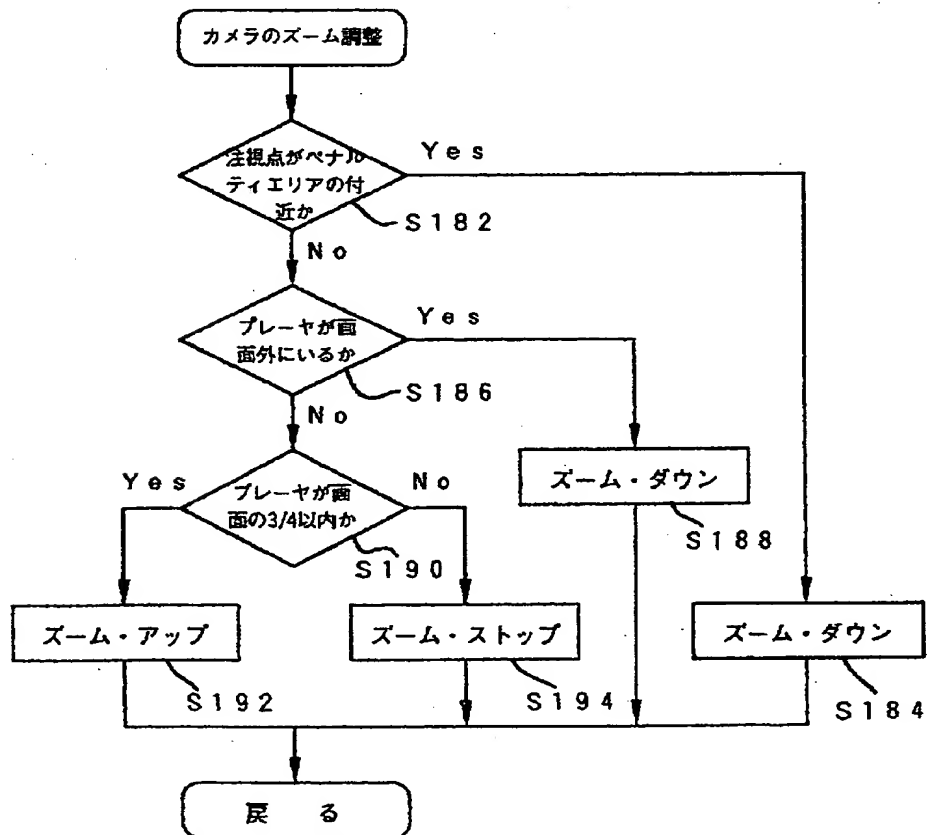 カメラのズーム調整
注視点がペナル
ティエリアの付
近か
Yes
S182
No
プレーヤが画
面外にいるか
Yes
S186
No
プレーヤが画
面の3/4以内か
Yes
No
S190
ズーム・ダウン
S188
ズーム・アップ
S192
ズーム・ストップ
S194
ズーム・ダウン
S184
戻る